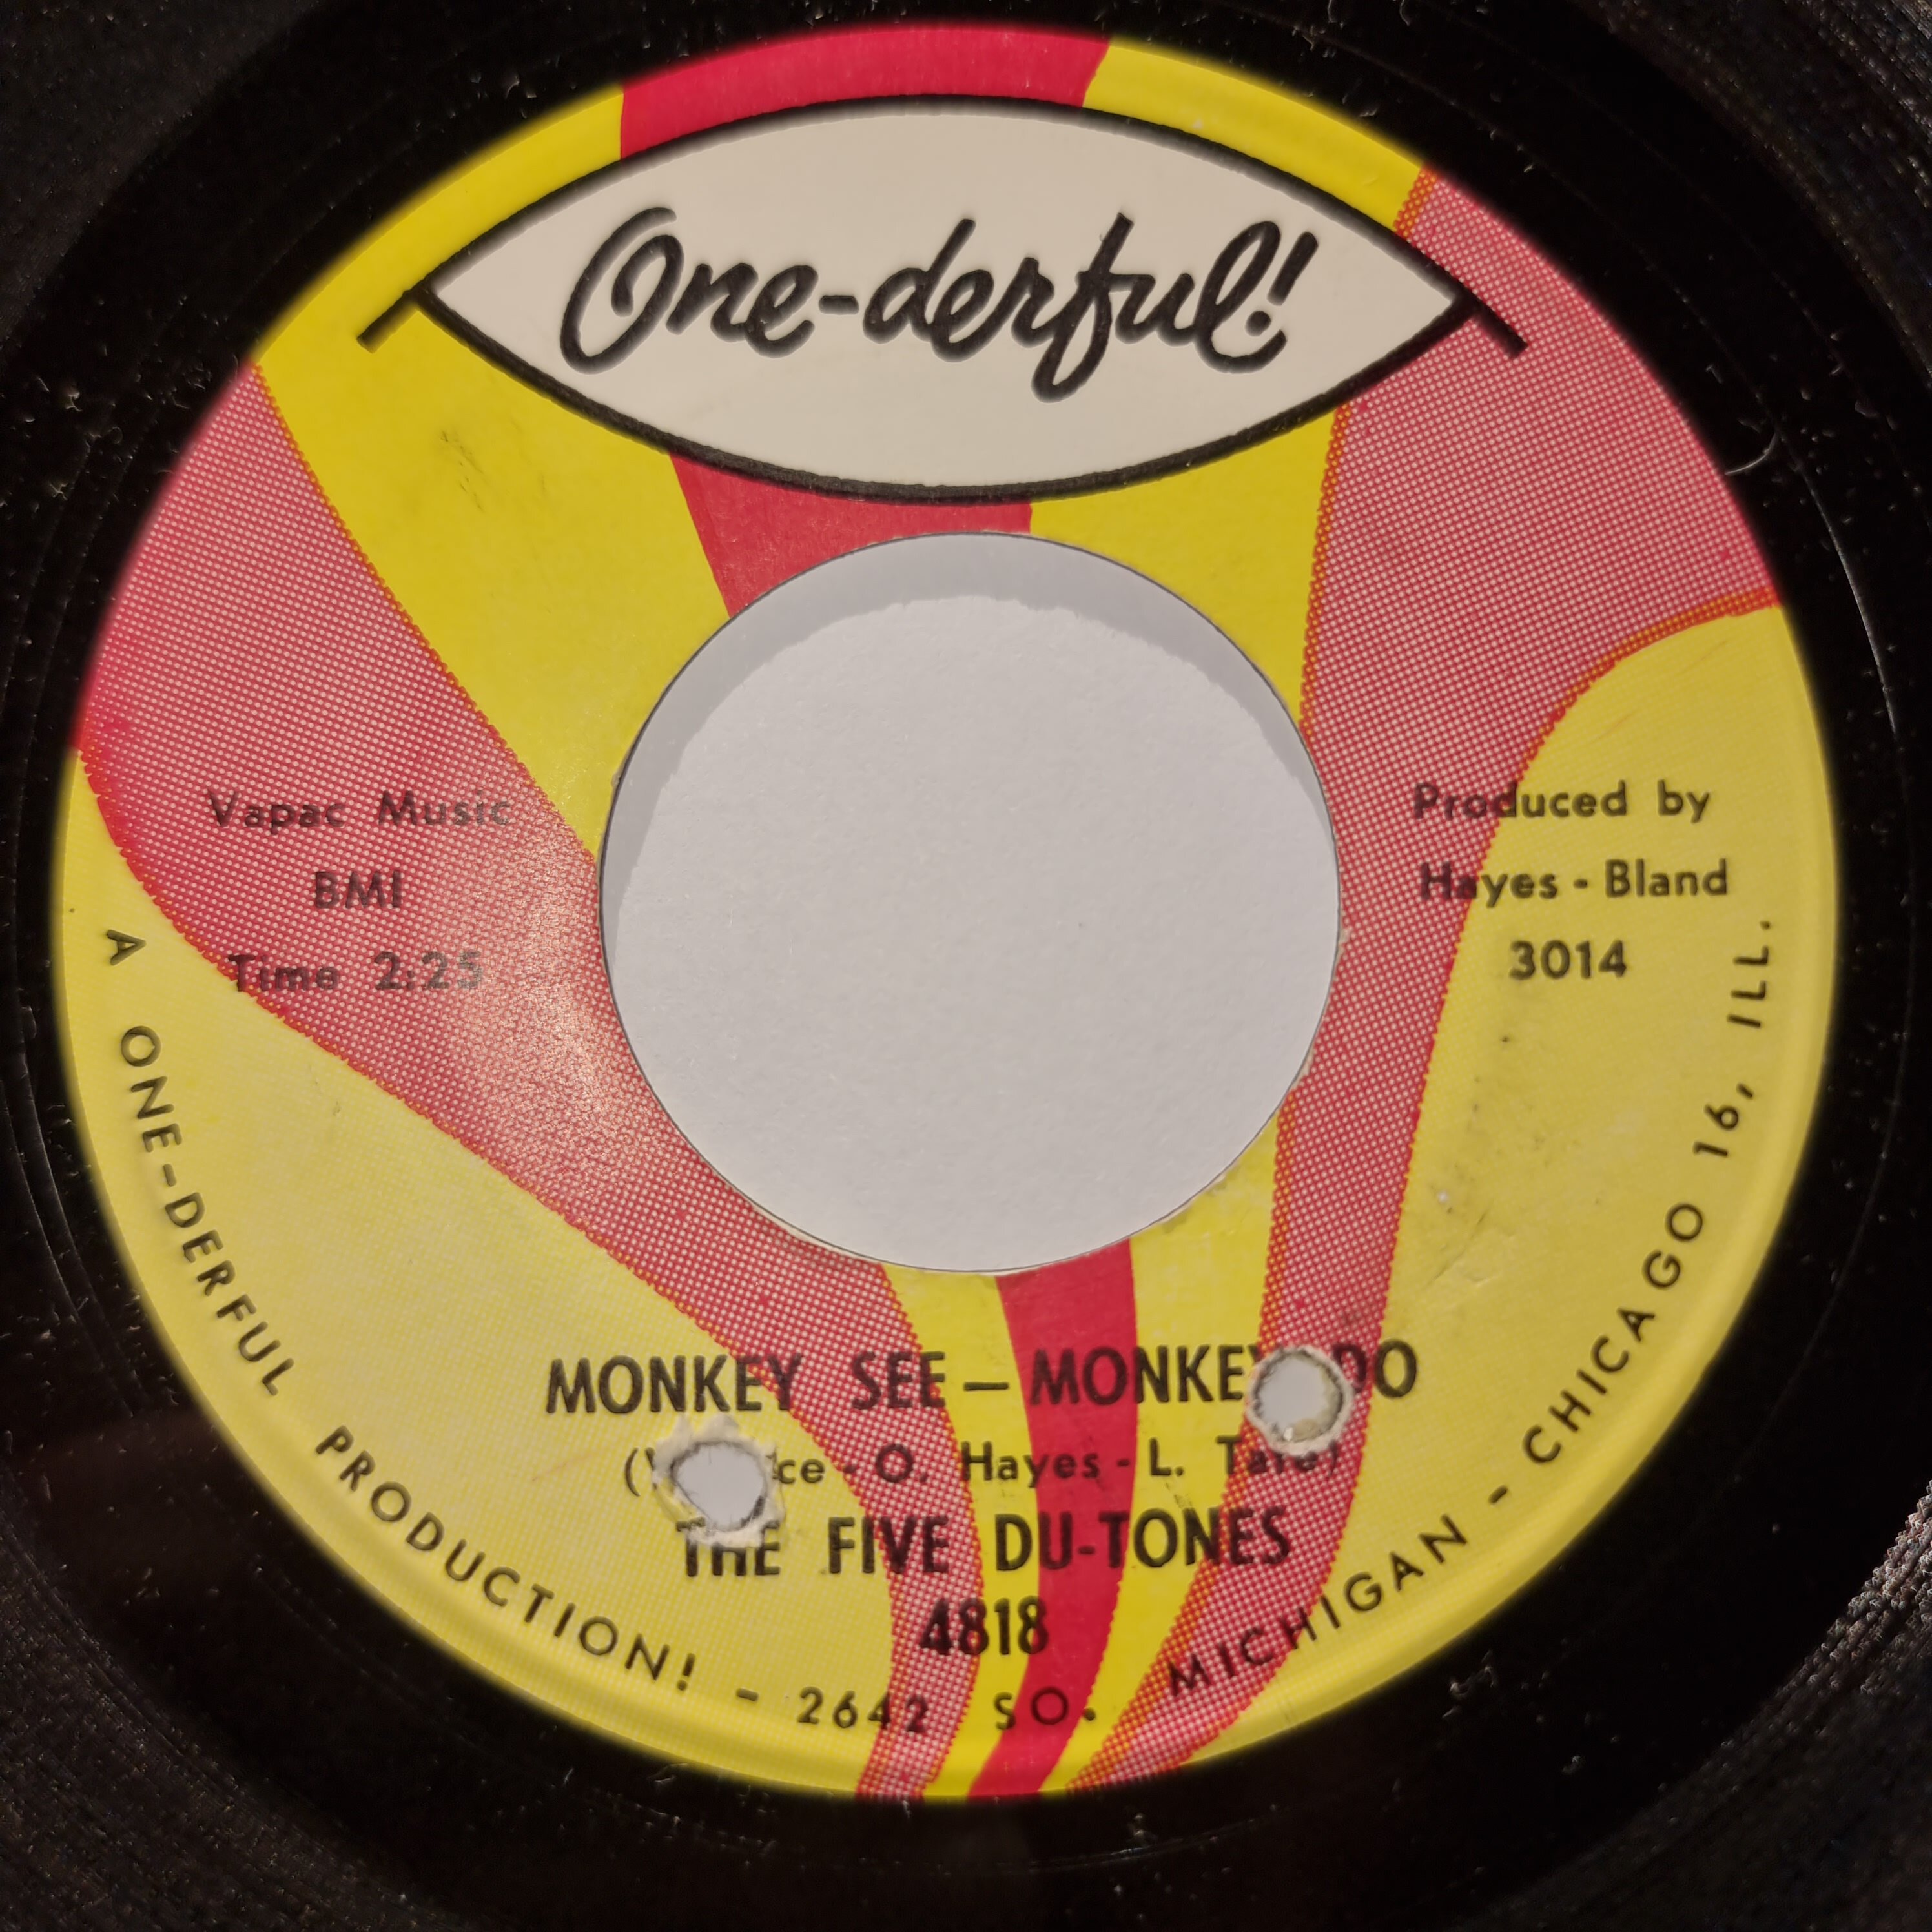 One-derful!
Vapac Music
BMI
Time 2:25
Produced by
Hayes - Bland
3014
MONKEY SEE — MONKEY DO
O. Hayes - L.
THE FIVE DU-TONES
4818
A ONE-DERFUL PRODUCTION! - 2642 SO. MICHIGAN - CHICAGO 16, ILL.